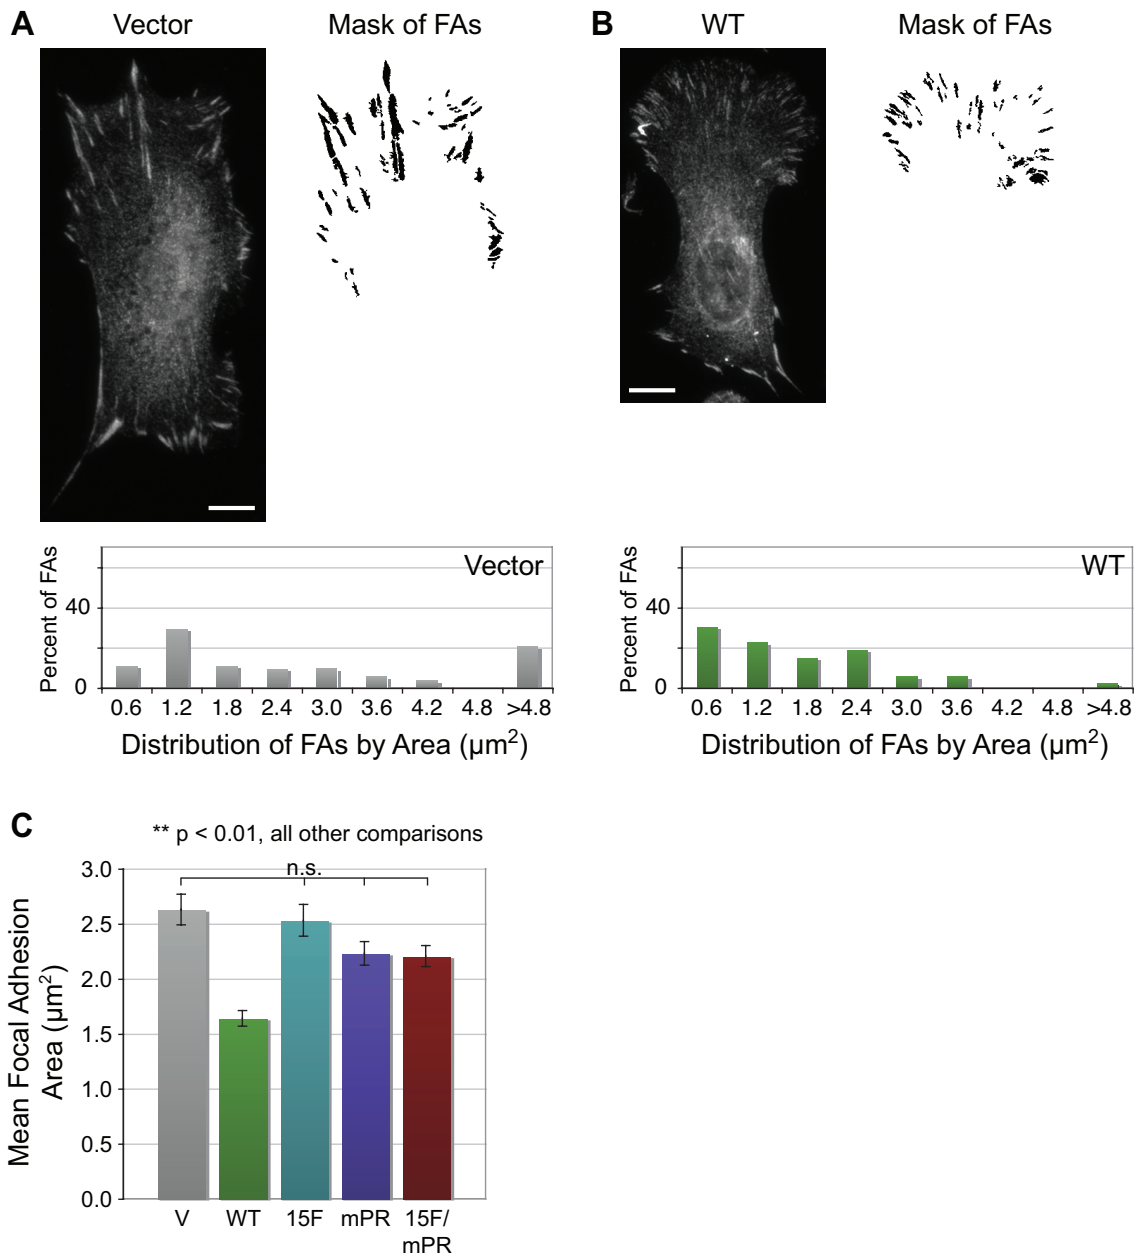 A Vector Mask of FAs
B WT Mask of FAs
Percent of FAs
40
0
Vector
0.6 1.2 1.8 2.4 3.0 3.6 4.2 4.8 >4.8
Distribution of FAs by Area (µm²)
Percent of FAs
40
0
WT
0.6 1.2 1.8 2.4 3.0 3.6 4.2 4.8 >4.8
Distribution of FAs by Area (µm²)
C
** p < 0.01, all other comparisons
n.s.
Mean Focal Adhesion
Area (µm²)
3.0
2.5
2.0
1.5
1.0
0.5
0.0
V WT 15F mPR 15F/
mPR